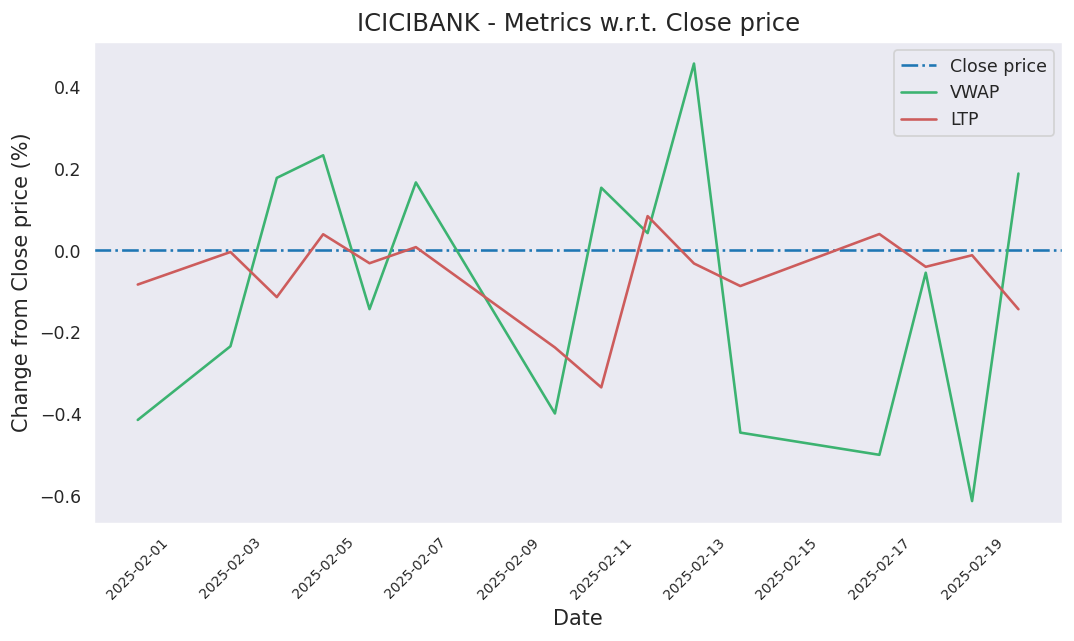 ICICIBANK - Metrics w.r.t. Close price
Close price
VWAP
LTP
Change from Close price (%)
0.4
0.2
0.0
−0.2
−0.4
−0.6
2025-02-01
2025-02-03
2025-02-05
2025-02-07
2025-02-09
2025-02-11
2025-02-13
2025-02-15
2025-02-17
2025-02-19
Date